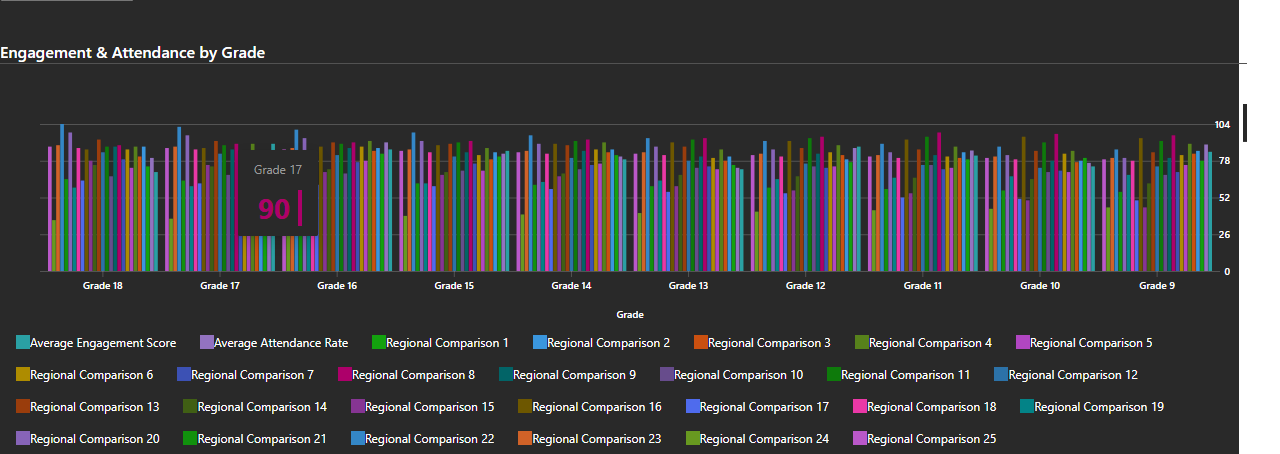 Engagement & Attendance by Grade
104
78
52
26
0
Grade 17
90
Grade 18 Grade 17 Grade 16 Grade 15 Grade 14 Grade 13 Grade 12 Grade 11 Grade 10 Grade 9
Grade
Average Engagement Score Average Attendance Rate Regional Comparison 1 Regional Comparison 2 Regional Comparison 3 Regional Comparison 4 Regional Comparison 5
Regional Comparison 6 Regional Comparison 7 Regional Comparison 8 Regional Comparison 9 Regional Comparison 10 Regional Comparison 11 Regional Comparison 12
Regional Comparison 13 Regional Comparison 14 Regional Comparison 15 Regional Comparison 16 Regional Comparison 17 Regional Comparison 18 Regional Comparison 19
Regional Comparison 20 Regional Comparison 21 Regional Comparison 22 Regional Comparison 23 Regional Comparison 24 Regional Comparison 25